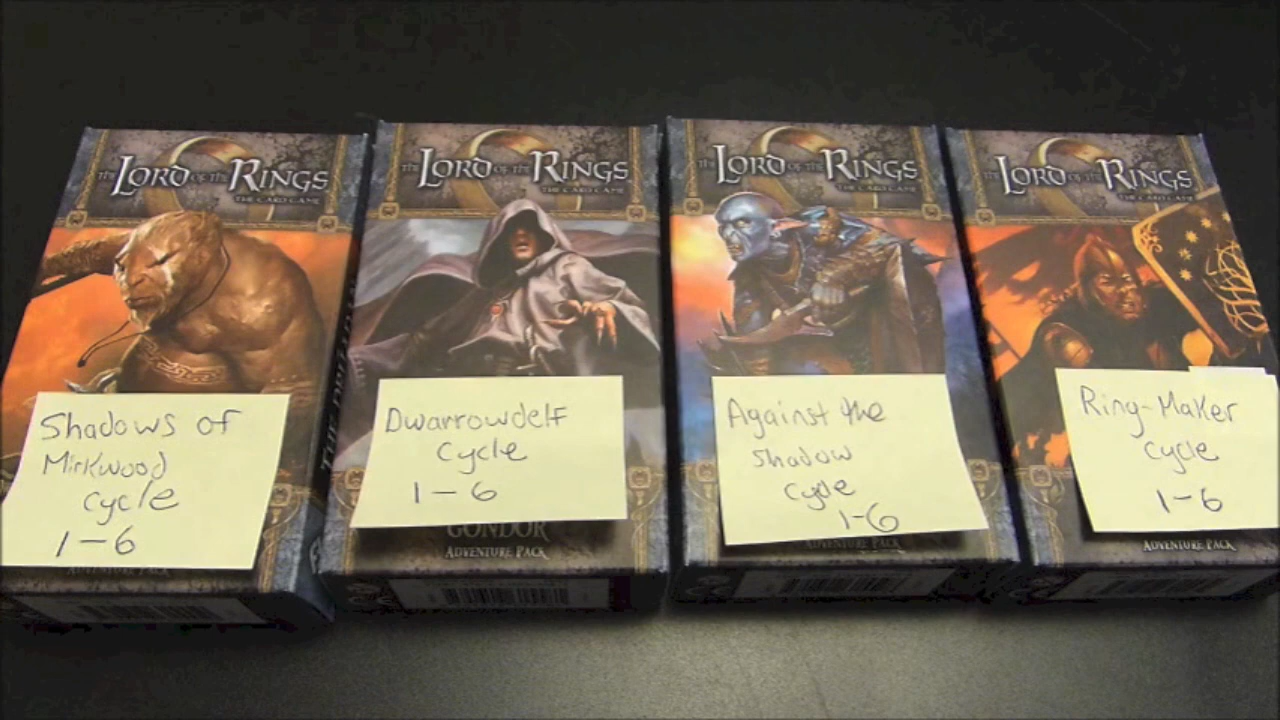 THE LORD OF THE RINGS
THE CARD GAME
Shadows of
Mirkwood
Cycle
1-6
THE LORD OF THE RINGS
THE CARD GAME
Dwarrowdelf
Cycle
1-6
GONDOR
ADVENTURE PACK
THE LORD OF THE RINGS
THE CARD GAME
Against the
Shadow
Cycle
1-6
ADVENTURE PACK
THE LORD OF THE RINGS
THE CARD GAME
Ring-Maker
Cycle
1-6
ADVENTURE PACK